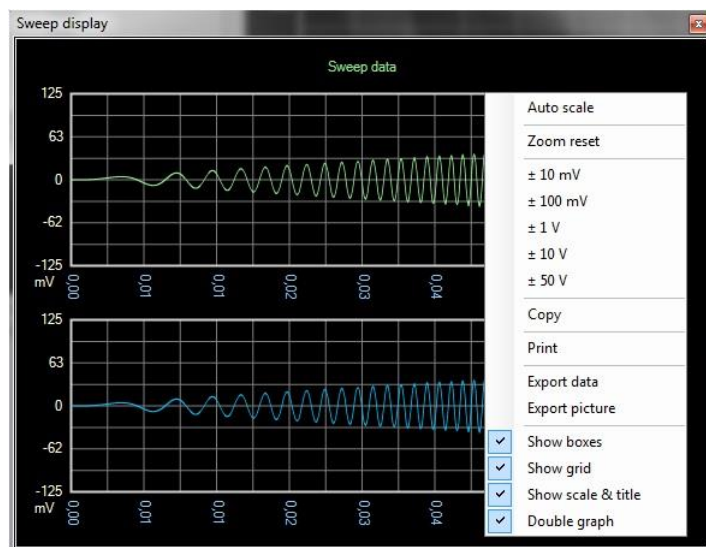 Sweep display
Sweep data
125
63
0
-62
-125
mV
0,00
0,01
0,01
0,02
0,03
0,04
125
63
0
-62
-125
mV
0,00
0,01
0,01
0,02
0,03
0,04
Auto scale
Zoom reset
± 10 mV
± 100 mV
± 1 V
± 10 V
± 50 V
Copy
Print
Export data
Export picture
Show boxes
Show grid
Show scale & title
Double graph